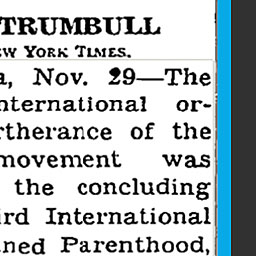 TRUMBULL
EW YORK TIMES.
a, Nov. 29—The
nternational or-
rtherance of the
movement was
the concluding
ird International
ned Parenthood,